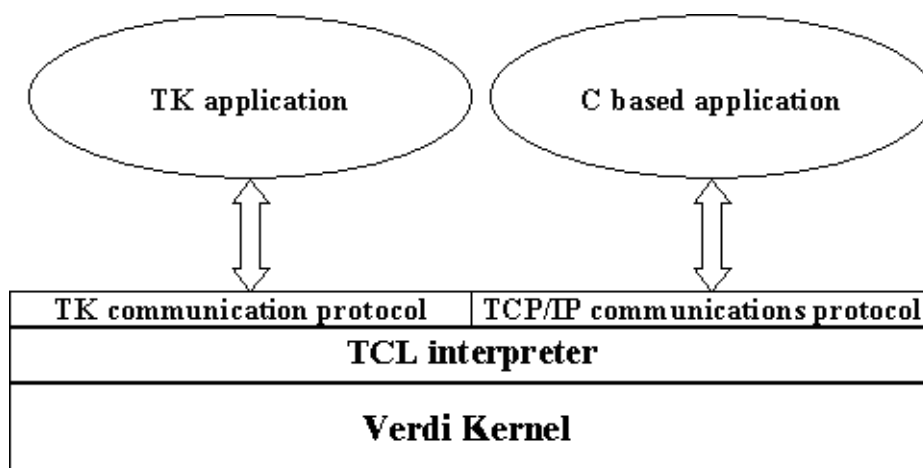 TK application
C based application
TK communication protocol
TCP/IP communications protocol
TCL interpreter
Verdi Kernel